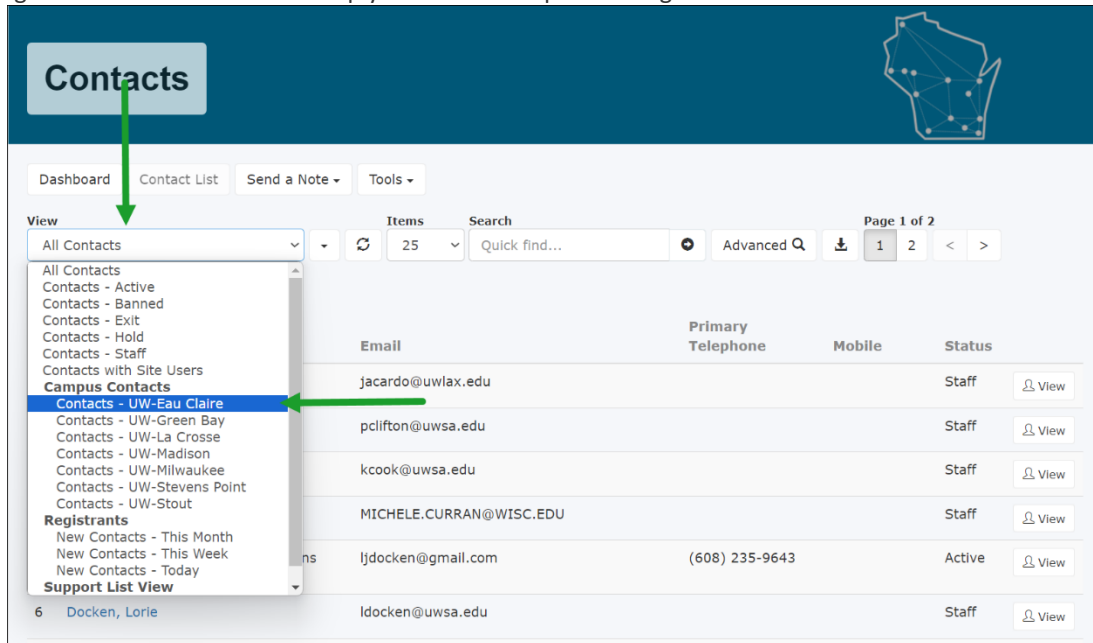 Contacts
Dashboard Contact List Send a Note Tools
View Items Search Page 1 of 2
All Contacts 25 Quick find... Advanced 1 2 < >
All Contacts
Contacts - Active
Contacts - Banned
Contacts - Exit
Contacts - Hold
Contacts - Staff
Contacts with Site Users
Campus Contacts
Contacts - UW-Eau Claire
Contacts - UW-Green Bay
Contacts - UW-La Crosse
Contacts - UW-Madison
Contacts - UW-Milwaukee
Contacts - UW-Stevens Point
Contacts - UW-Stout
Registrants
New Contacts - This Month
New Contacts - This Week
New Contacts - Today
Support List View
Email Primary Telephone Mobile Status
jacardo@uwlax.edu Staff View
pclifton@uwsa.edu Staff View
kcook@uwsa.edu Staff View
MICHELE.CURRAN@WISC.EDU Staff View
ns ljdocken@gmail.com (608) 235-9643 Active View
6 Docken, Lorie ldocken@uwsa.edu Staff View